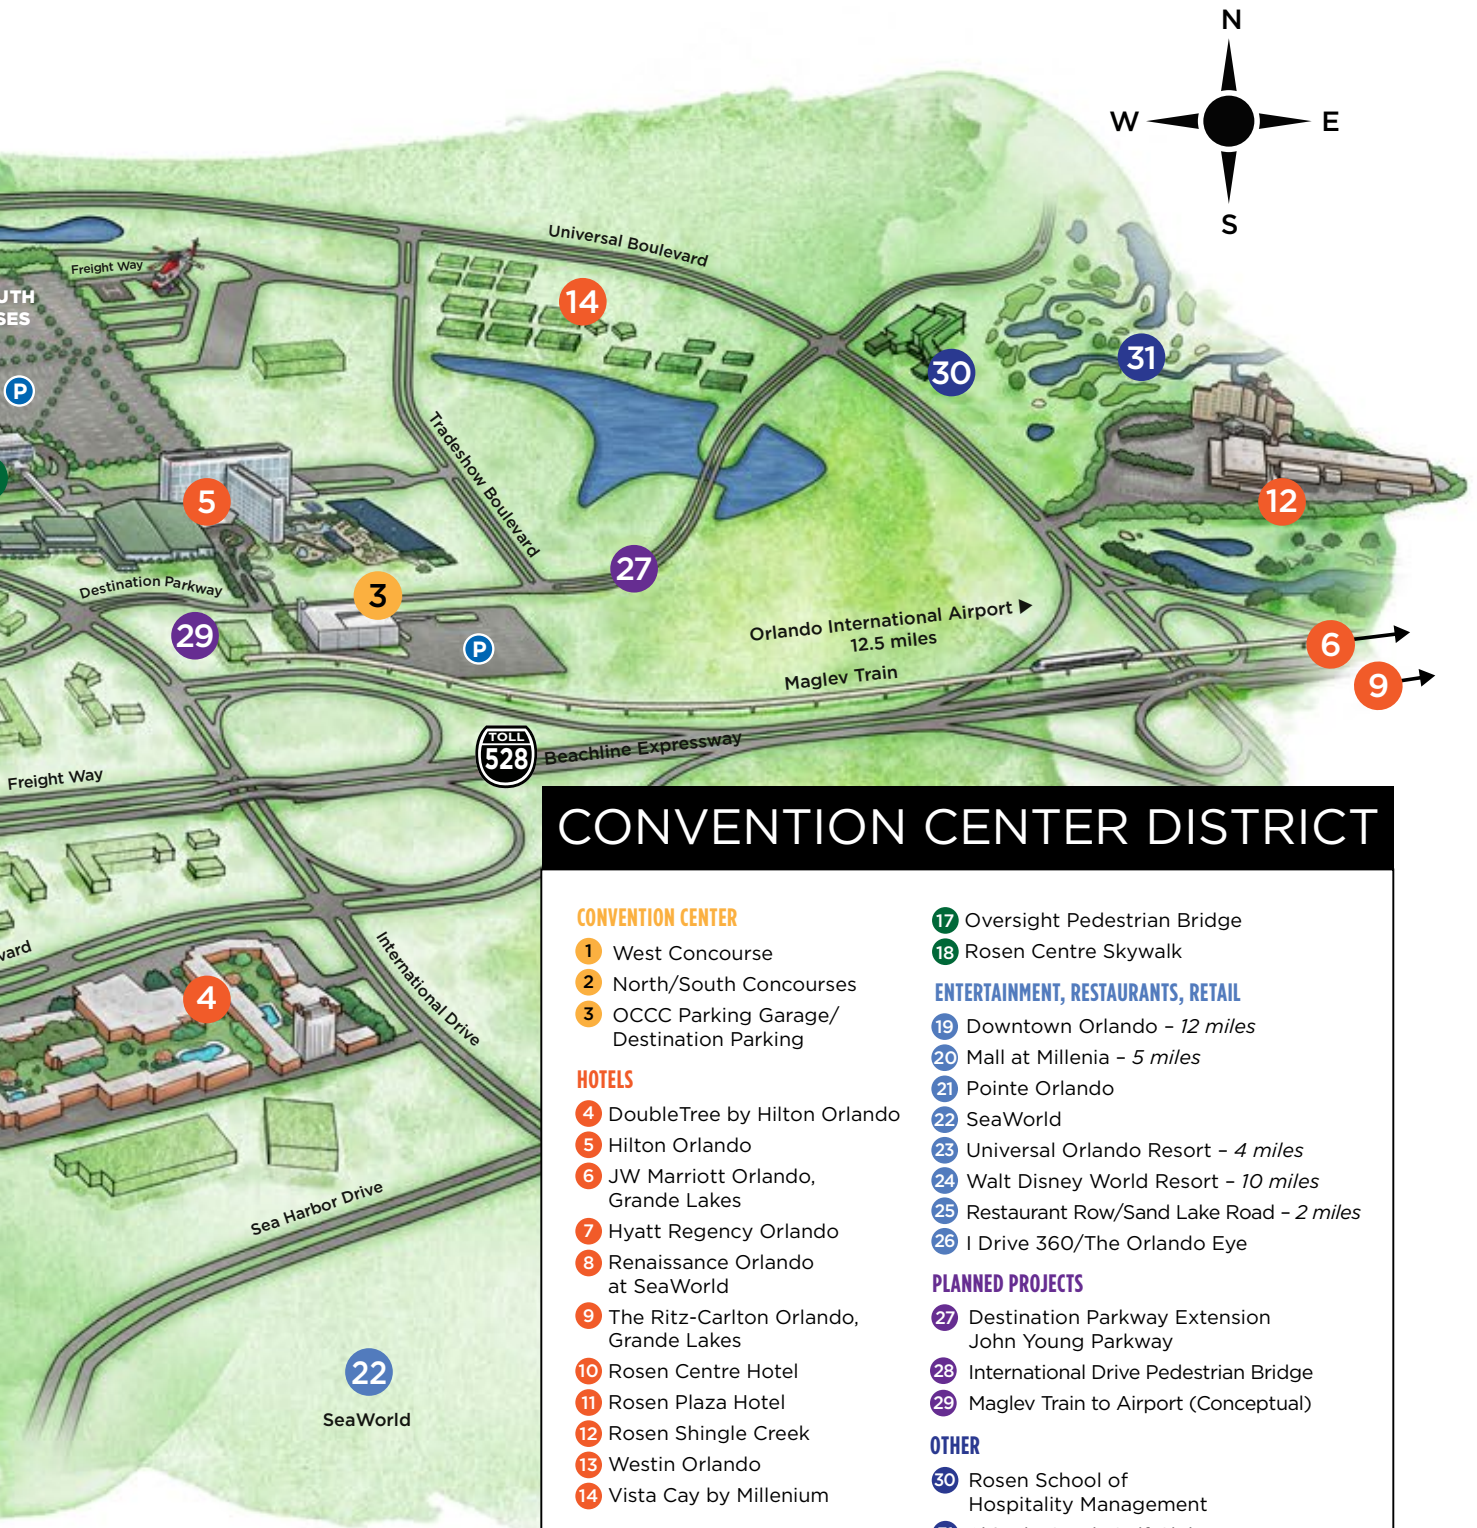 N
W
E
S
Universal Boulevard
Freight Way
UTH
SES
14
P
30
31
5
12
Tradeshow Boulevard
27
Destination Parkway
3
29
P
Orlando International Airport
12.5 miles
6
Maglev Train
9
TOLL
528
Beachline Expressway
Freight Way
vard
International Drive
4
Sea Harbor Drive
22
SeaWorld
CONVENTION CENTER DISTRICT
CONVENTION CENTER
1 West Concourse
2 North/South Concourses
3 OCCC Parking Garage/
Destination Parking
HOTELS
4 DoubleTree by Hilton Orlando
5 Hilton Orlando
6 JW Marriott Orlando,
Grande Lakes
7 Hyatt Regency Orlando
8 Renaissance Orlando
at SeaWorld
9 The Ritz-Carlton Orlando,
Grande Lakes
10 Rosen Centre Hotel
11 Rosen Plaza Hotel
12 Rosen Shingle Creek
13 Westin Orlando
14 Vista Cay by Millenium
17 Oversight Pedestrian Bridge
18 Rosen Centre Skywalk
ENTERTAINMENT, RESTAURANTS, RETAIL
19 Downtown Orlando – 12 miles
20 Mall at Millenia – 5 miles
21 Pointe Orlando
22 SeaWorld
23 Universal Orlando Resort – 4 miles
24 Walt Disney World Resort – 10 miles
25 Restaurant Row/Sand Lake Road – 2 miles
26 I Drive 360/The Orlando Eye
PLANNED PROJECTS
27 Destination Parkway Extension
John Young Parkway
28 International Drive Pedestrian Bridge
29 Maglev Train to Airport (Conceptual)
OTHER
30 Rosen School of
Hospitality Management